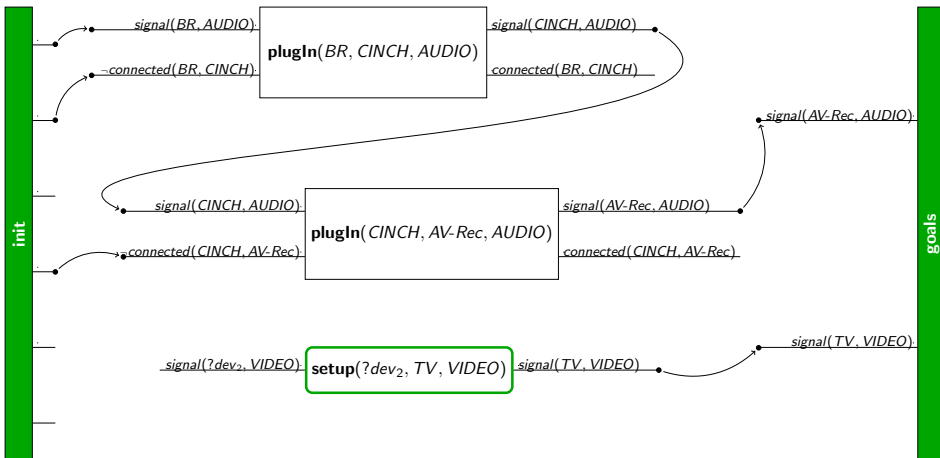 init
signal(BR, AUDIO)
¬connected(BR, CINCH)
plugIn(BR, CINCH, AUDIO)
signal(CINCH, AUDIO)
connected(BR, CINCH)
signal(AV-Rec, AUDIO)
signal(CINCH, AUDIO)
¬connected(CINCH, AV-Rec)
plugIn(CINCH, AV-Rec, AUDIO)
signal(AV-Rec, AUDIO)
connected(CINCH, AV-Rec)
signal(?dev₂, VIDEO)
setup(?dev₂, TV, VIDEO)
signal(TV, VIDEO)
signal(TV, VIDEO)
goals